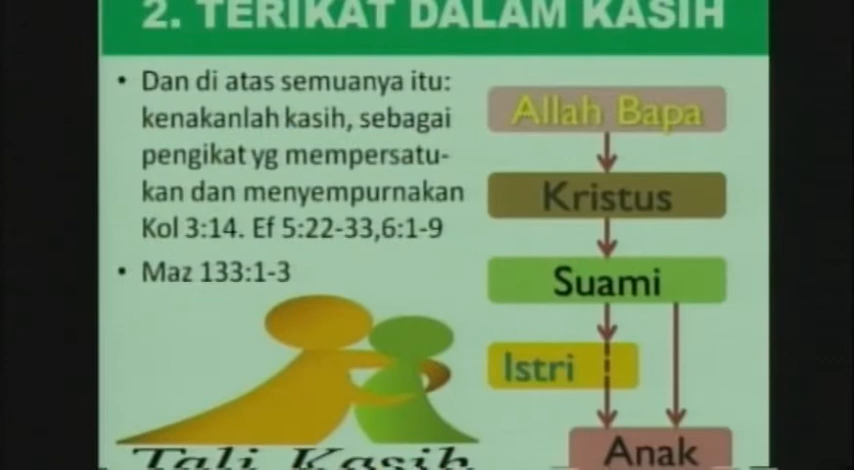 2. TERIKAT DALAM KASIH
• Dan di atas semuanya itu:
kenakanlah kasih, sebagai
pengikat yg mempersatu-
kan dan menyempurnakan
Kol 3:14. Ef 5:22-33,6:1-9
• Maz 133:1-3
Tali Kasih
Allah Bapa
Kristus
Suami
Istri
Anak